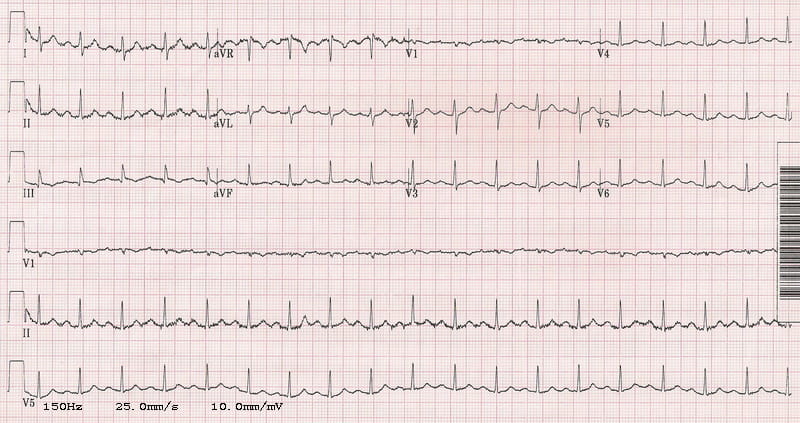 I aVR V1 V4
II aVL V2 V5
III aVF V3 V6
V1
II
V5 150Hz 25.0mm/s 10.0mm/mV